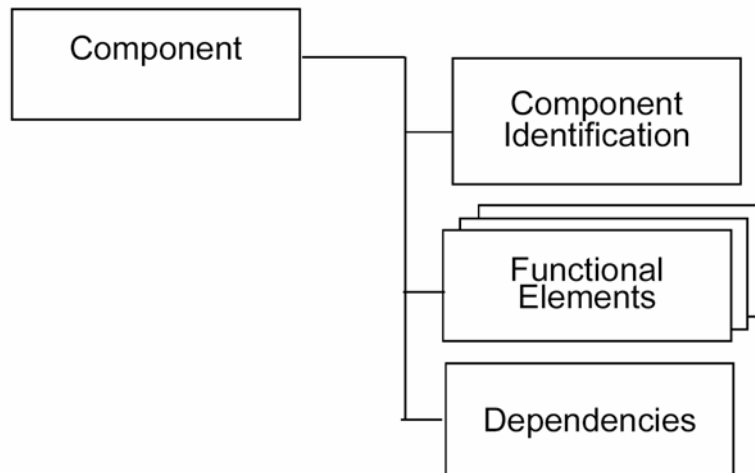 Component
Component
Identification
Functional
Elements
Dependencies